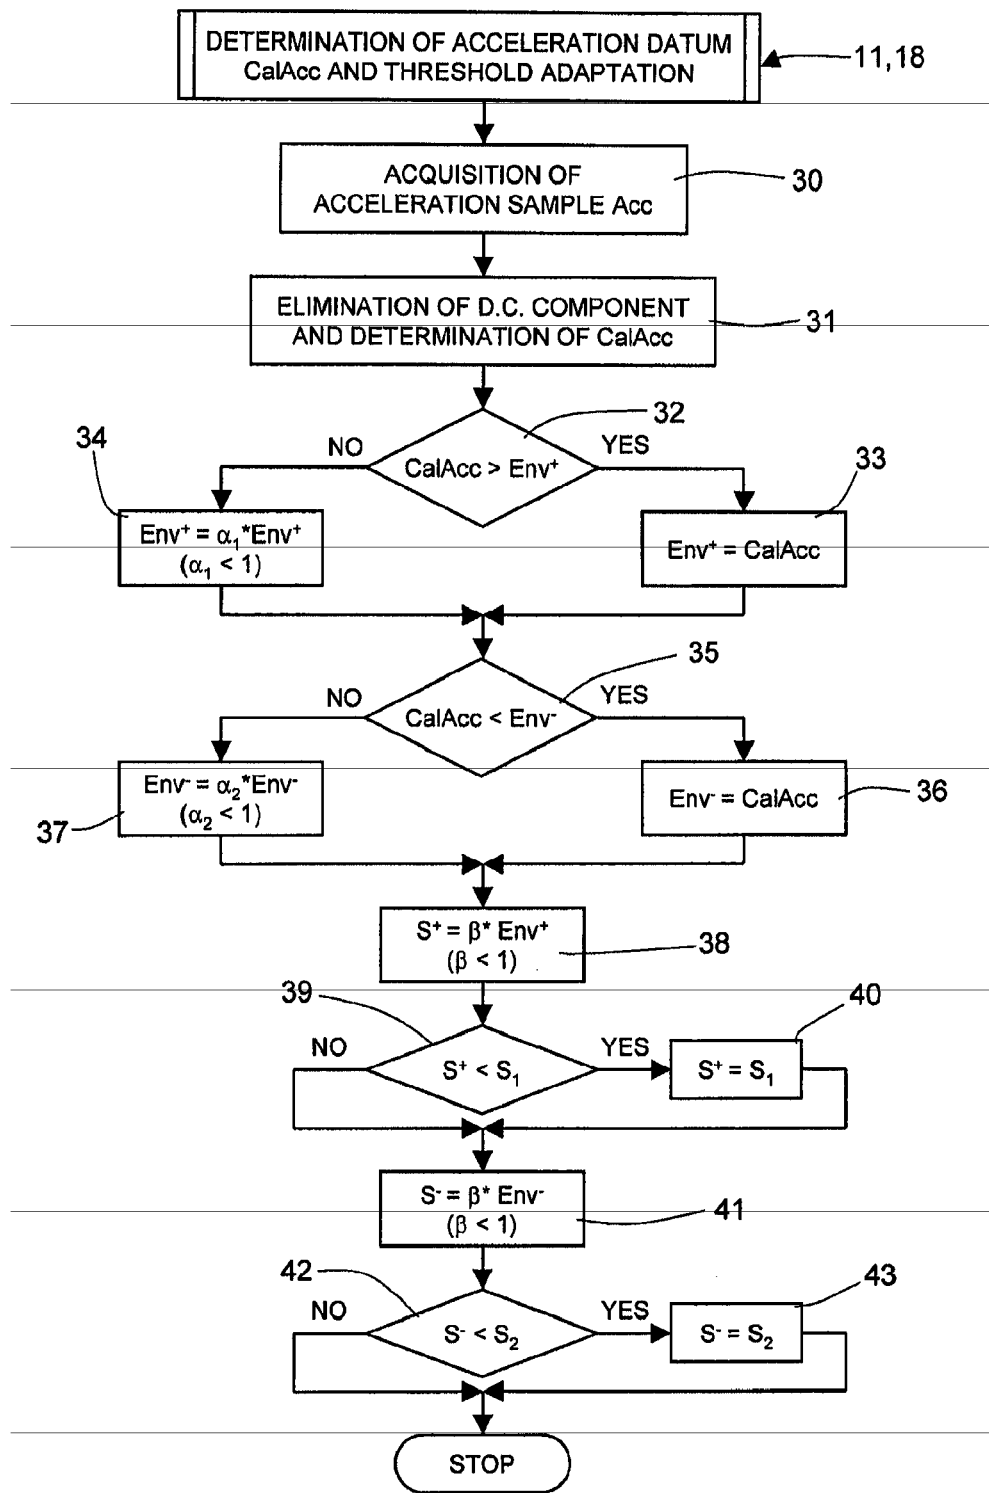 DETERMINATION OF ACCELERATION DATUM
CalAcc AND THRESHOLD ADAPTATION
11,18
ACQUISITION OF
ACCELERATION SAMPLE Acc
30
ELIMINATION OF D.C. COMPONENT
AND DETERMINATION OF CalAcc
31
32
34
NO
YES
CalAcc > Env⁺
33
Env⁺ = α₁*Env⁺
(α₁ < 1)
Env⁺ = CalAcc
35
NO
YES
CalAcc < Env⁻
Env⁻ = α₂*Env⁻
(α₂ < 1)
37
Env⁻ = CalAcc
36
S⁺ = β* Env⁺
(β < 1)
38
39
40
NO
YES
S⁺ < S₁
S⁺ = S₁
S⁻ = β* Env⁻
(β < 1)
41
42
43
NO
YES
S⁻ < S₂
S⁻ = S₂
STOP